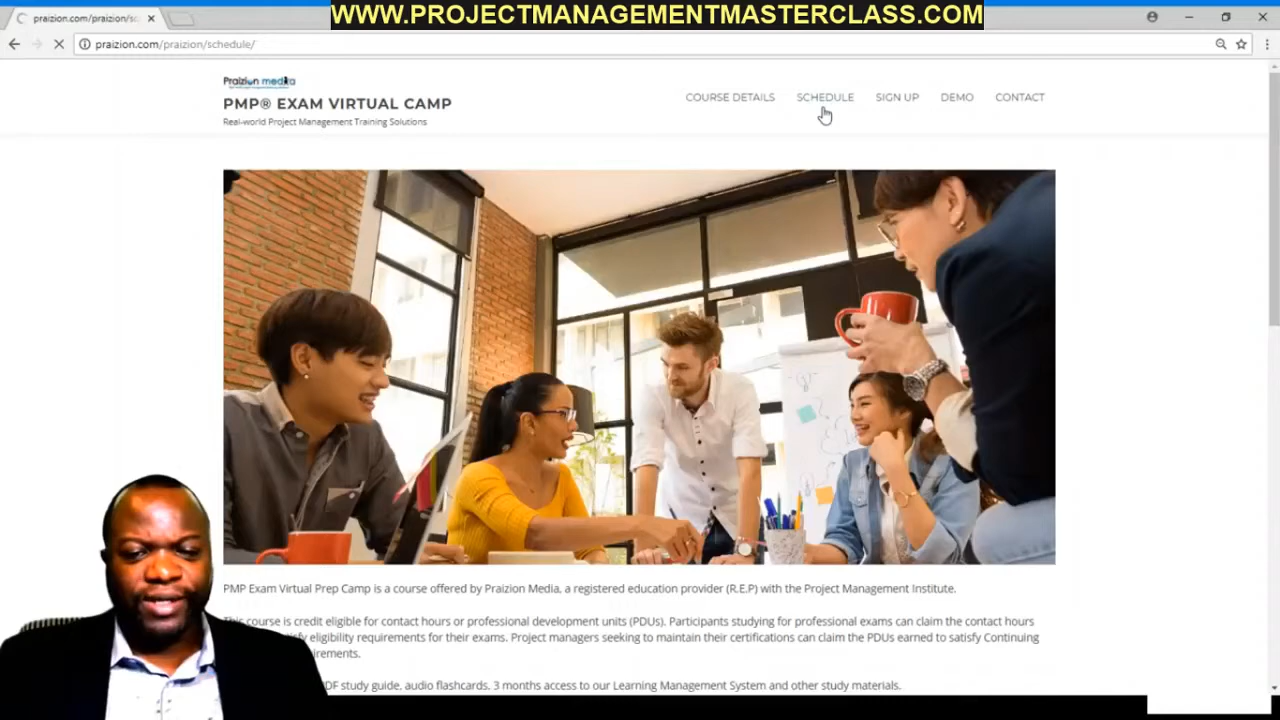 WWW.PROJECTMANAGEMENTMASTERCLASS.COM
praizion.com/praizion/sc
praizion.com/praizion/schedule/
Praizion media
PMP® EXAM VIRTUAL CAMP
Real-world Project Management Training Solutions
COURSE DETAILS SCHEDULE SIGN UP DEMO CONTACT
PMP Exam Virtual Prep Camp is a course offered by Praizion Media, a registered education provider (R.E.P) with the Project Management Institute.
This course is credit eligible for contact hours or professional development units (PDUs). Participants studying for professional exams can claim the contact hours
eligibility requirements for their exams. Project managers seeking to maintain their certifications can claim the PDUs earned to satisfy Continuing
DF study guide, audio flashcards, 3 months access to our Learning Management System and other study materials.